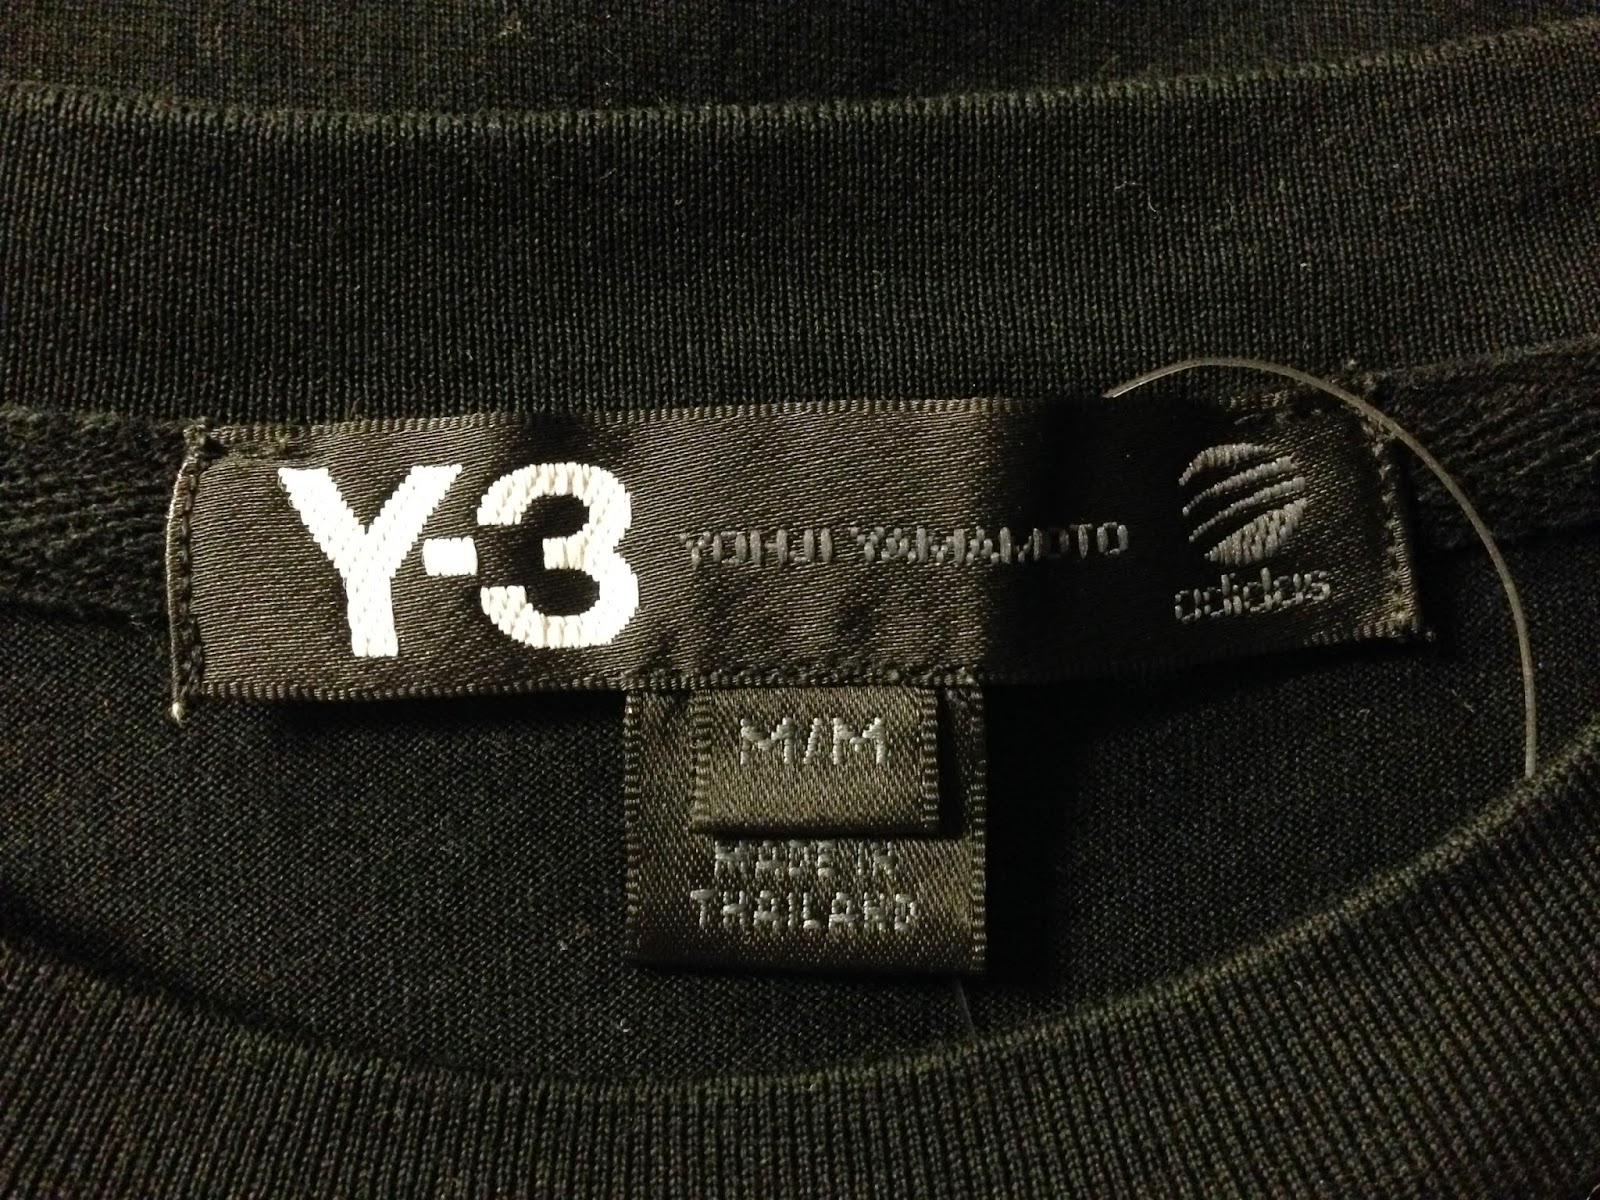 Y-3 YOHJI YAMAMOTO
adidas
M/M
MADE IN
THAILAND